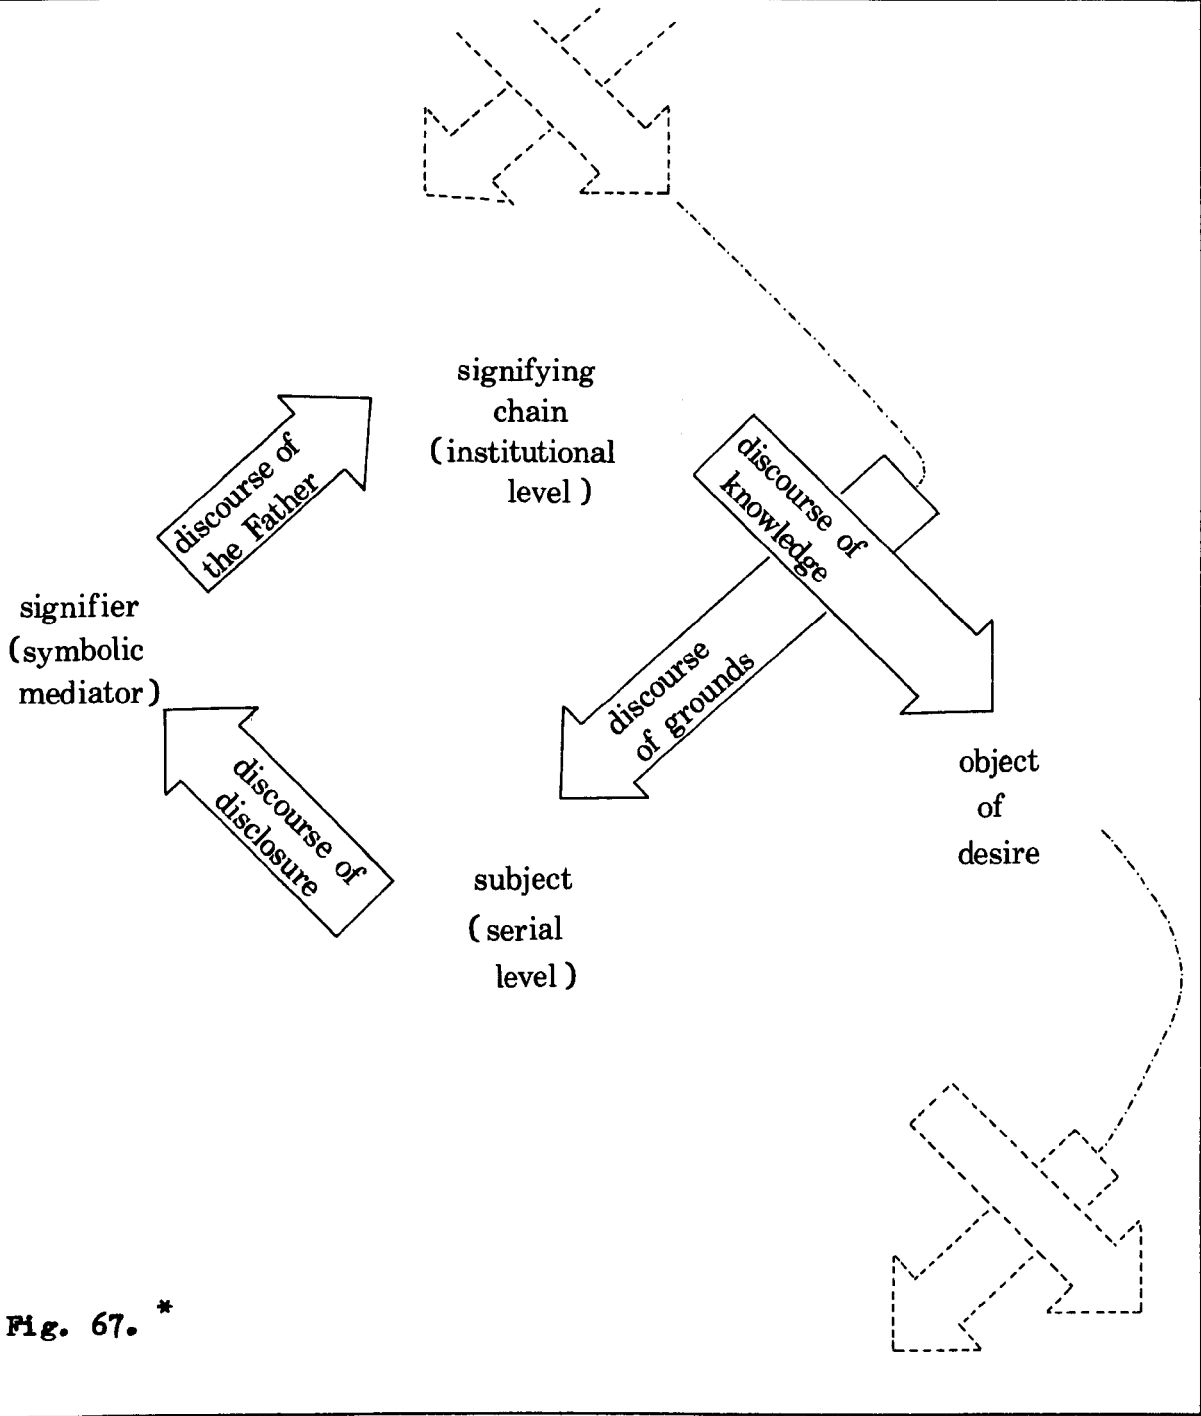 signifying
chain
(institutional
level)
discourse of
the Father
discourse of
knowledge
signifier
(symbolic
mediator)
discourse
of grounds
object
of
desire
discourse of
disclosure
subject
(serial
level)
Fig. 67. *